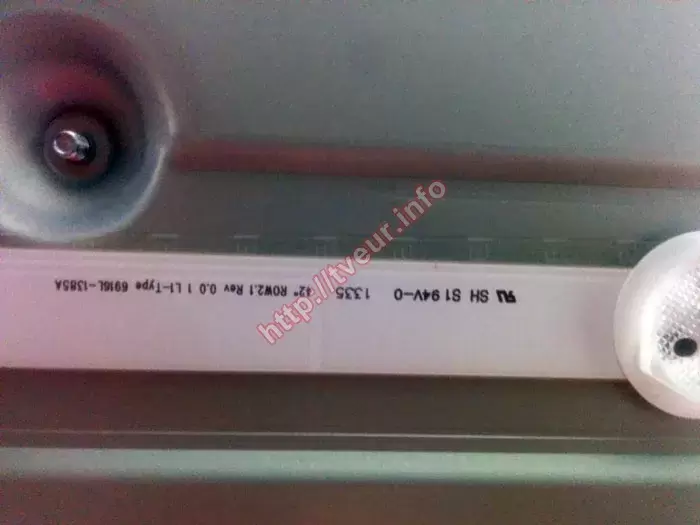 42" ROW2.1 Rev 0.0 1 L1-Type 6916L-1385A
1335
SH S1 94V-0
http://tveur.info